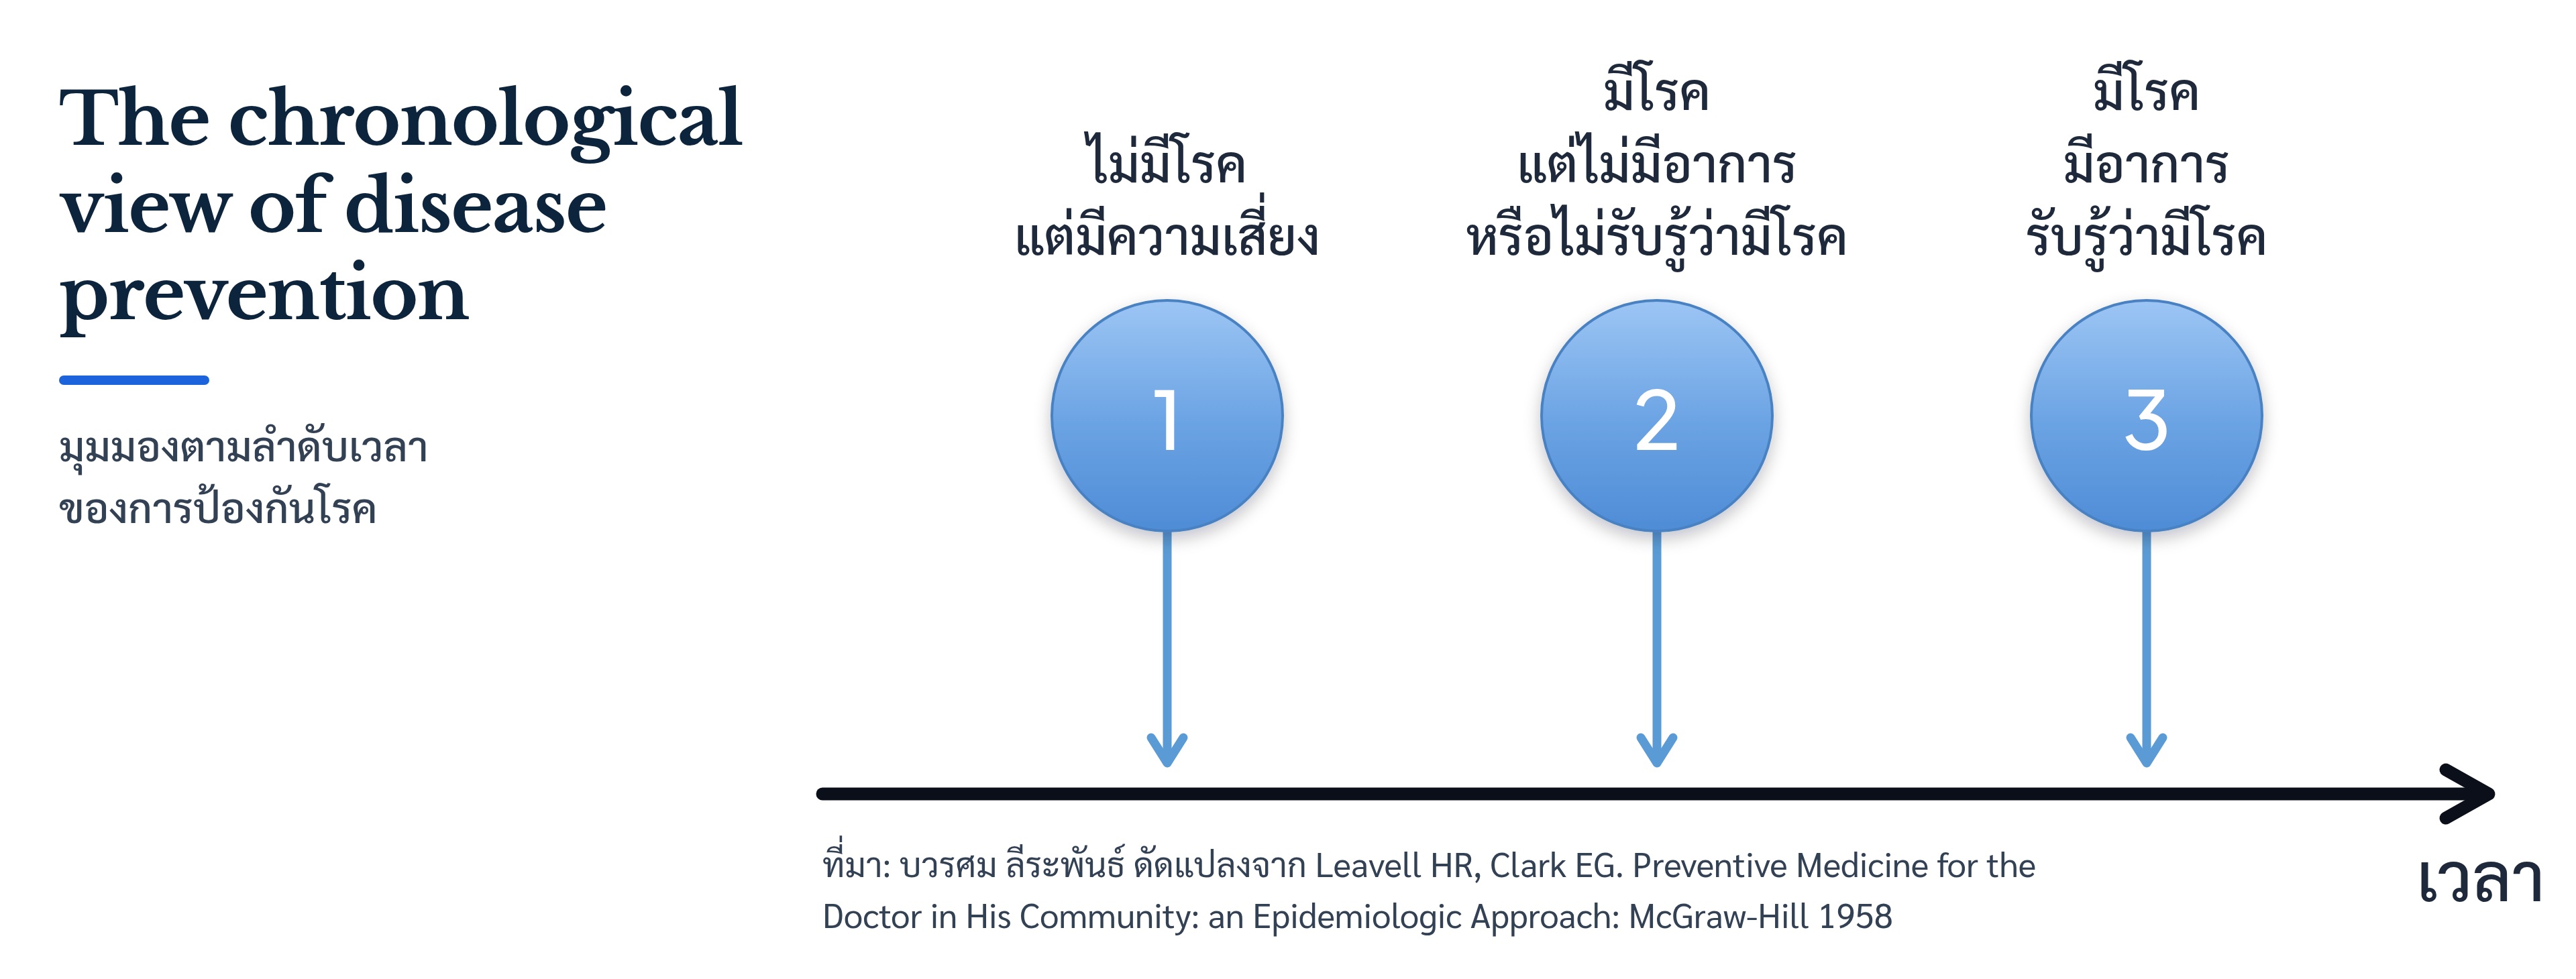 The chronological
view of disease
prevention
มุมมองตามลำดับเวลา
ของการป้องกันโรค
ไม่มีโรค
แต่มีความเสี่ยง
1
มีโรค
แต่ไม่มีอาการ
หรือไม่รับรู้ว่ามีโรค
2
มีโรค
มีอาการ
รับรู้ว่ามีโรค
3
เวลา
ที่มา: บวรศม ลีระพันธ์ ดัดแปลงจาก Leavell HR, Clark EG. Preventive Medicine for the
Doctor in His Community: an Epidemiologic Approach: McGraw-Hill 1958